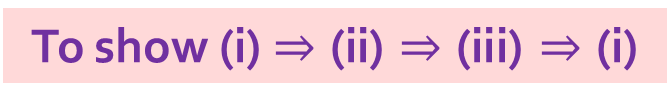 To show (i) ⇒ (ii) ⇒ (iii) ⇒ (i)